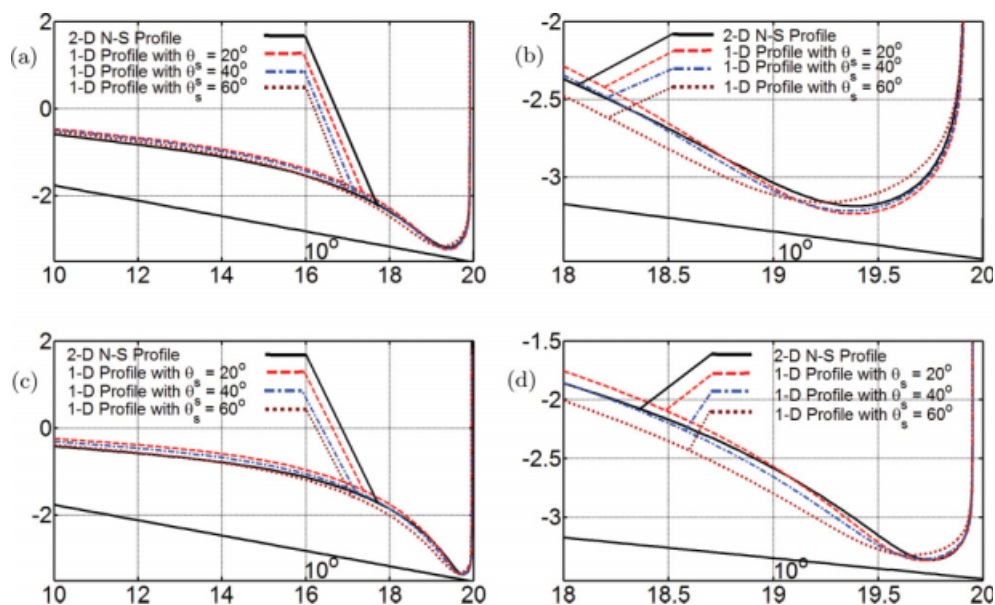 (a)
2
0
-2
2-D N-S Profile
1-D Profile with θs = 20°
1-D Profile with θs = 40°
1-D Profile with θs = 60°
10°
10 12 14 16 18 20
(b)
-2
-2.5
-3
2-D N-S Profile
1-D Profile with θs = 20°
1-D Profile with θs = 40°
1-D Profile with θs = 60°
10°
18 18.5 19 19.5 20
(c)
2
0
-2
2-D N-S Profile
1-D Profile with θs = 20°
1-D Profile with θs = 40°
1-D Profile with θs = 60°
10°
10 12 14 16 18 20
(d)
-1.5
-2
-2.5
-3
2-D N-S Profile
1-D Profile with θs = 20°
1-D Profile with θs = 40°
1-D Profile with θs = 60°
10°
18 18.5 19 19.5 20